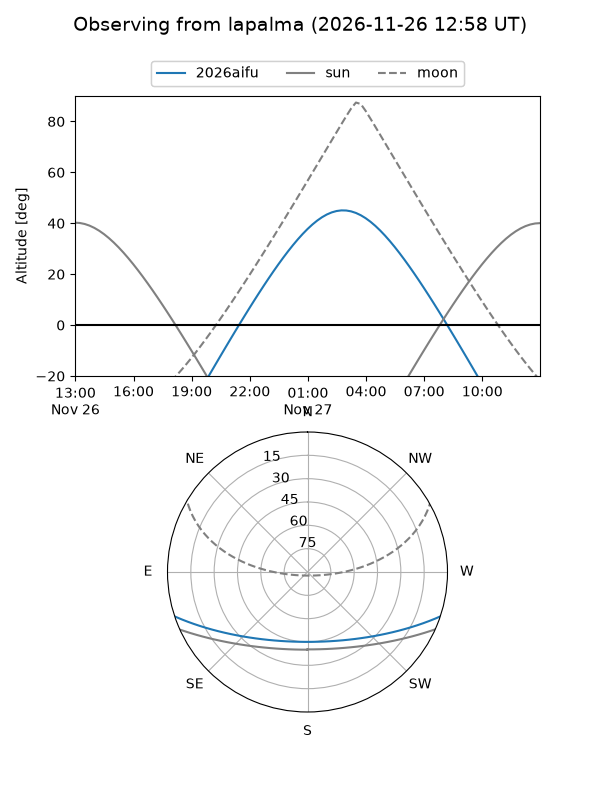 Observing from lapalma (2026-11-26 12:58 UT)
2026aifu sun moon
80
60
40
20
0
−20
Altitude [deg]
13:00 16:00 19:00 22:00 01:00 04:00 07:00 10:00
Nov 26 Nov 27
N
NE NW
15
30
45
60
75
E W
SE SW
S